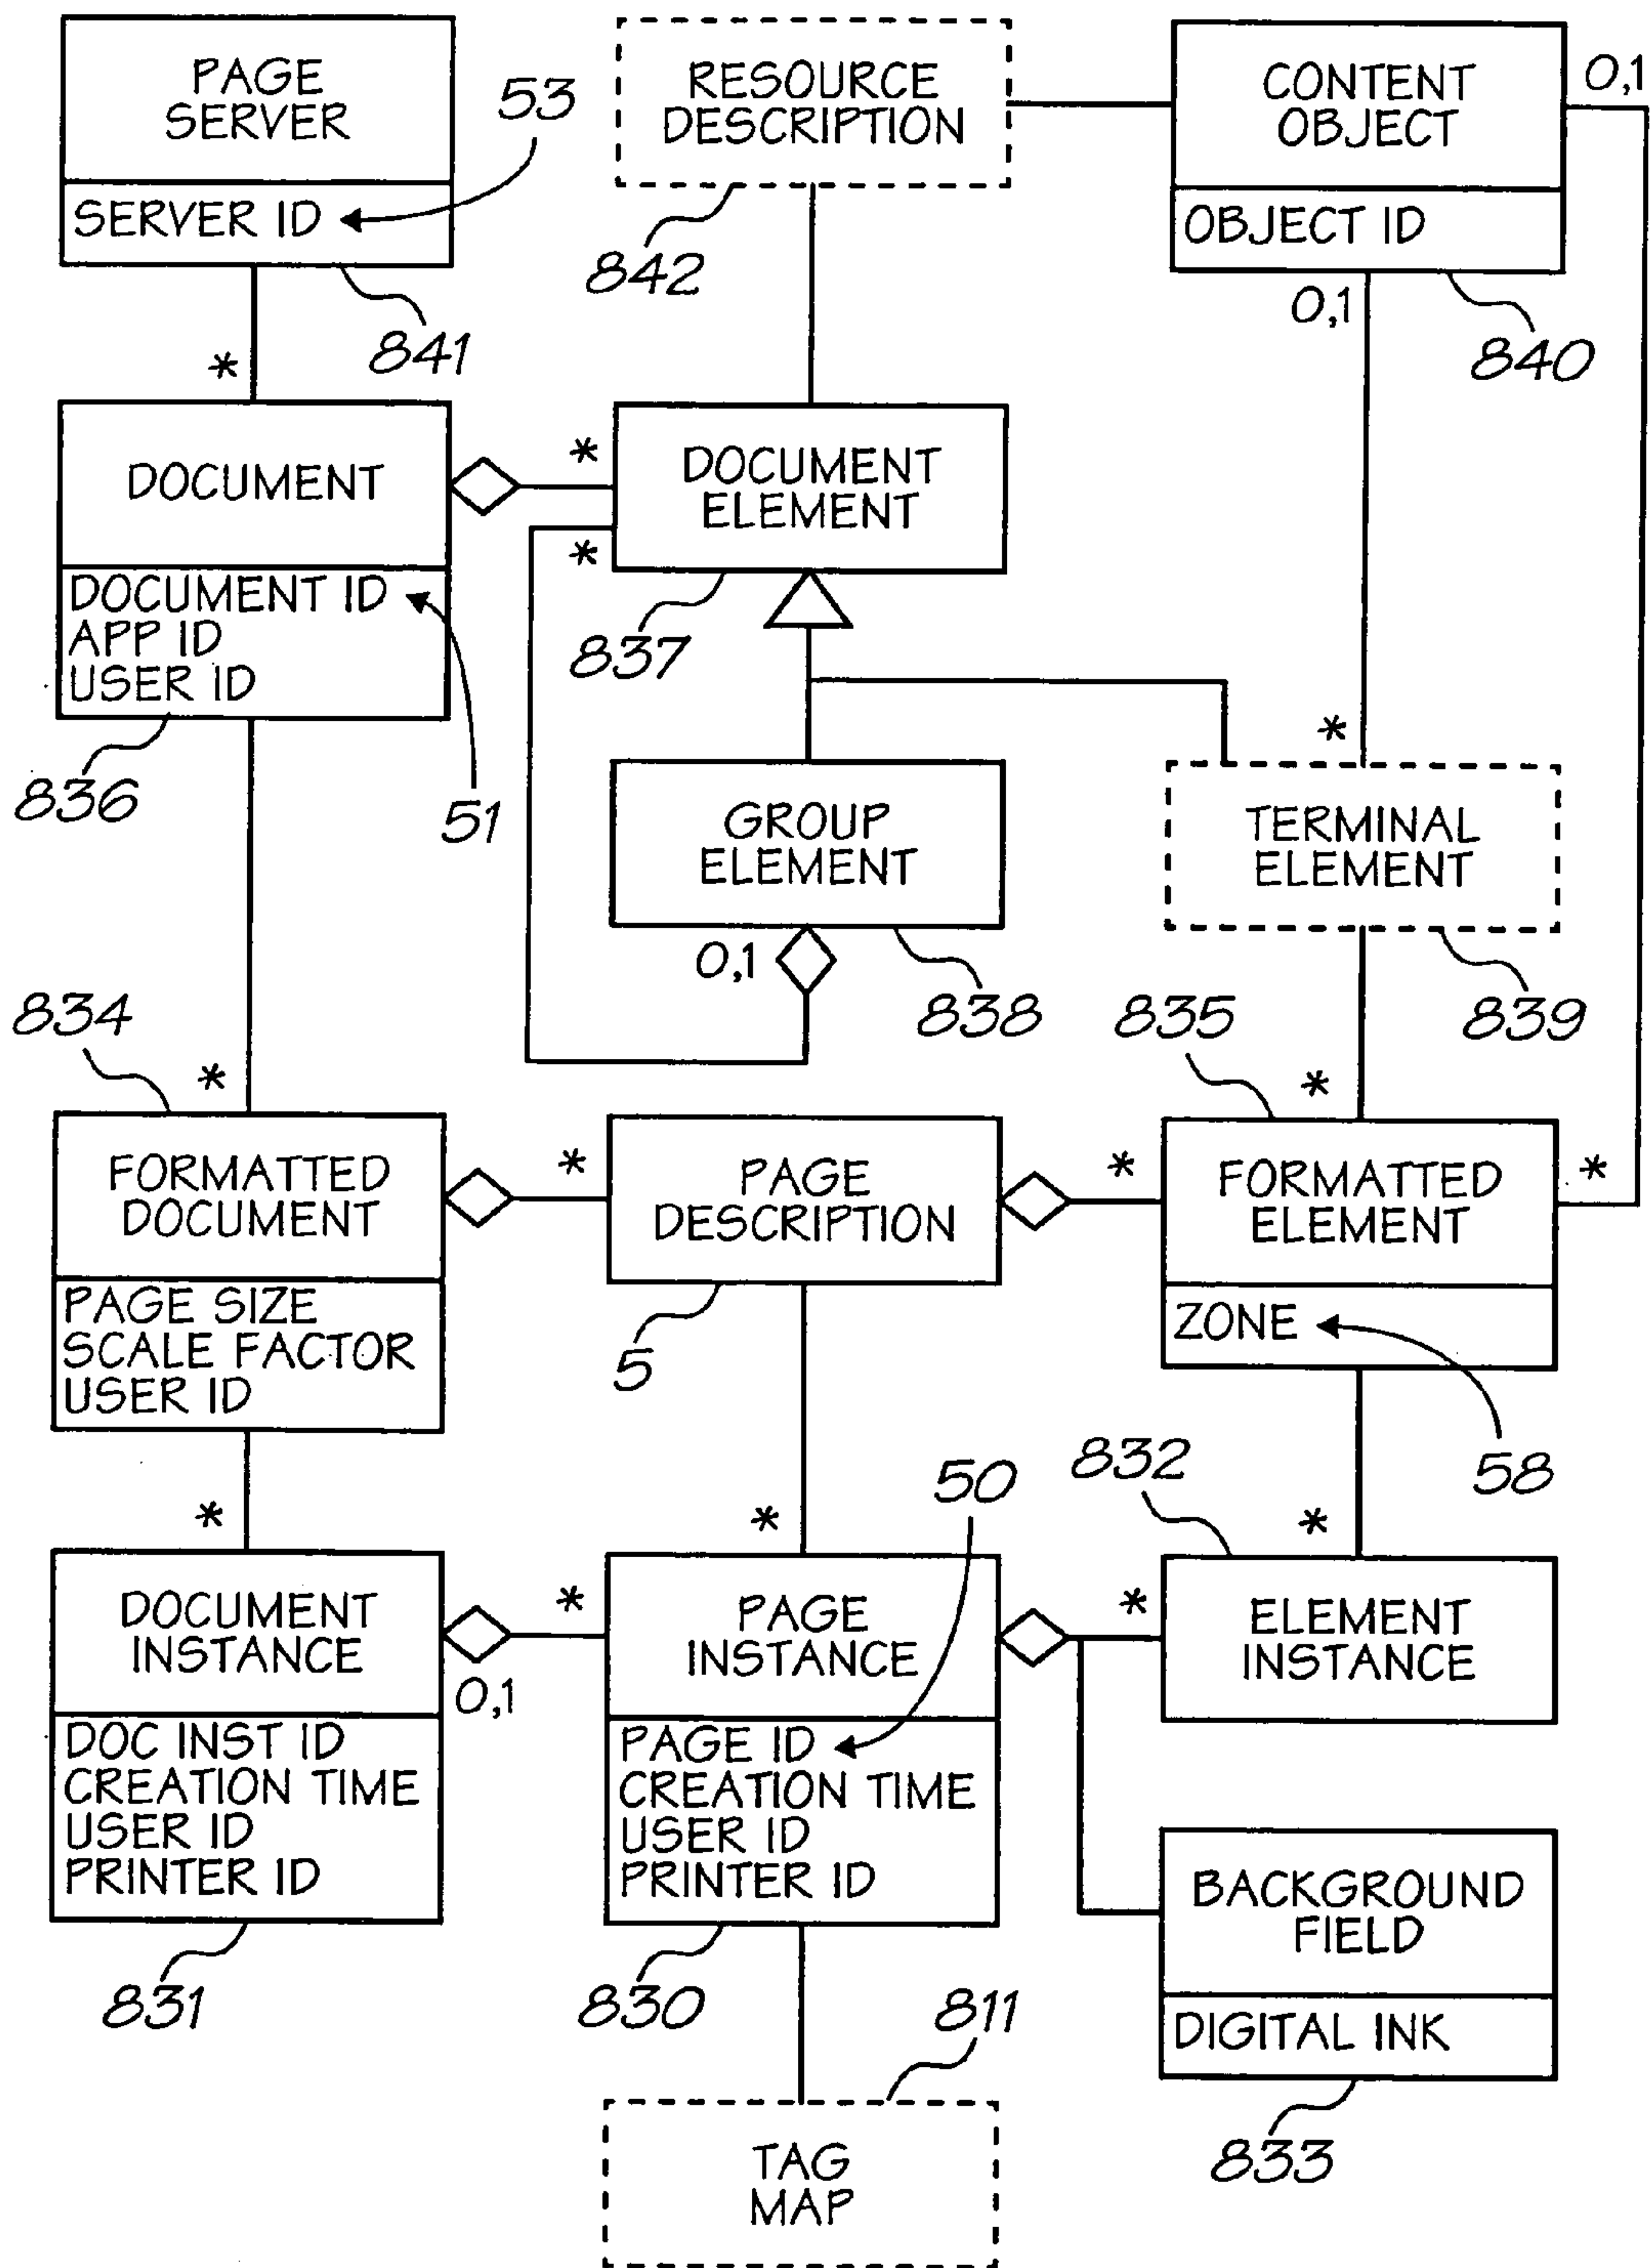 PAGE
SERVER
SERVER ID
53
841
*
RESOURCE
DESCRIPTION
842
CONTENT
OBJECT
OBJECT ID
0,1
0,1
840
DOCUMENT
DOCUMENT ID
APP ID
USER ID
836
51
*
*
DOCUMENT
ELEMENT
837
GROUP
ELEMENT
0,1
838
*
TERMINAL
ELEMENT
839
834
*
FORMATTED
DOCUMENT
PAGE SIZE
SCALE FACTOR
USER ID
*
PAGE
DESCRIPTION
5
*
835
*
FORMATTED
ELEMENT
*
ZONE
58
*
DOCUMENT
INSTANCE
0,1
DOC INST ID
CREATION TIME
USER ID
PRINTER ID
831
*
*
50
PAGE
INSTANCE
PAGE ID
CREATION TIME
USER ID
PRINTER ID
830
*
832
*
ELEMENT
INSTANCE
BACKGROUND
FIELD
DIGITAL INK
833
811
TAG
MAP